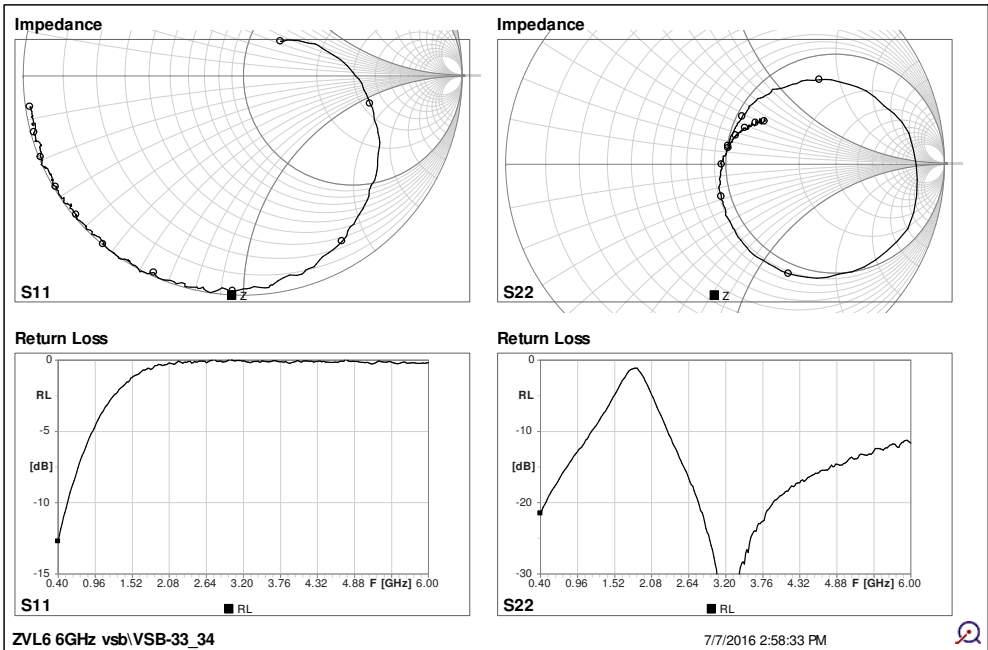 Impedance
S11
Z
Impedance
S22
Z
Return Loss
0
RL
-5
[dB]
-10
-15
0.40 0.96 1.52 2.08 2.64 3.20 3.76 4.32 4.88 F [GHz] 6.00
S11
RL
Return Loss
0
RL
-10
[dB]
-20
-30
0.40 0.96 1.52 2.08 2.64 3.20 3.76 4.32 4.88 F [GHz] 6.00
S22
RL
ZVL6 6GHz vsb\VSB-33_34
7/7/2016 2:58:33 PM